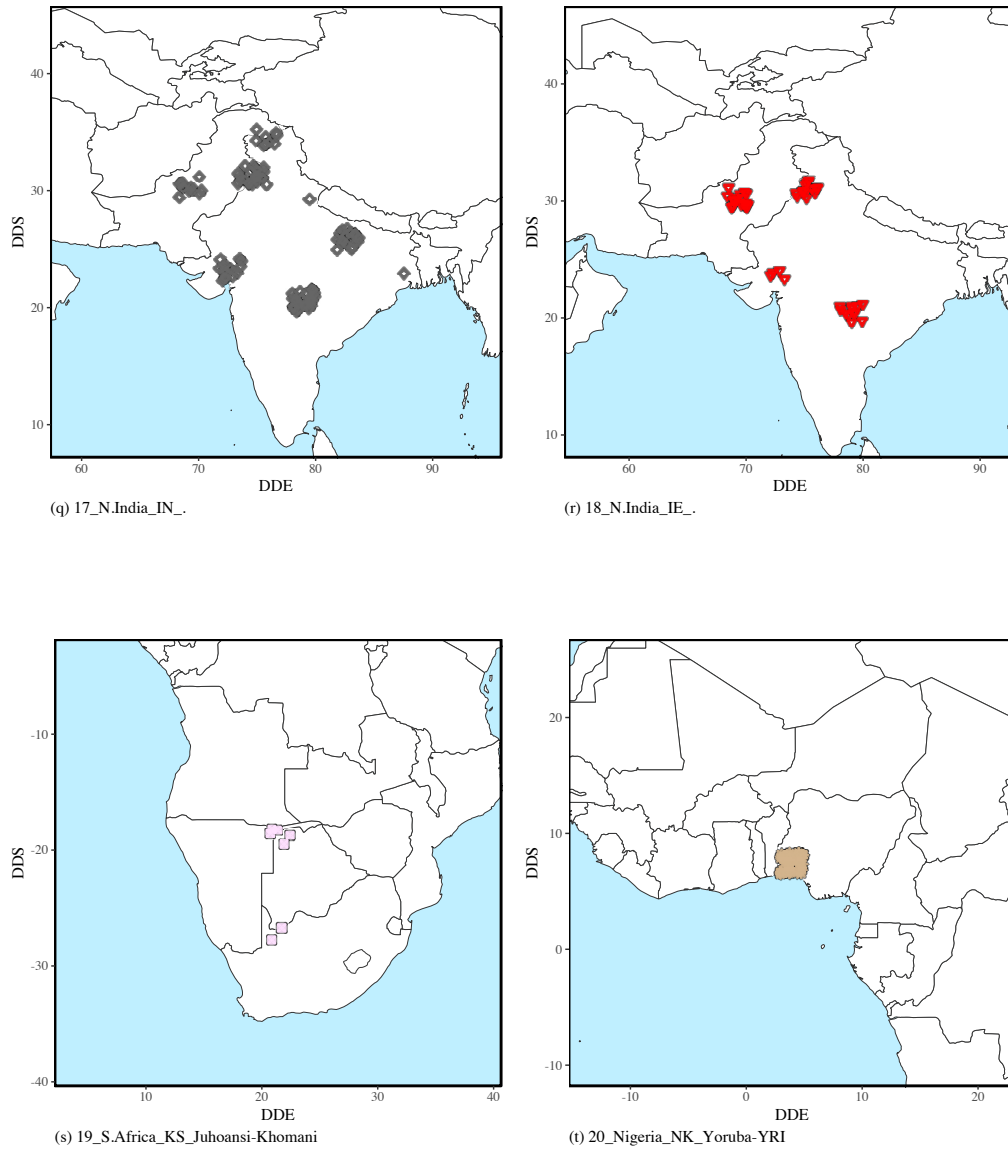 40
30
20
10
DDS
60
70
80
90
DDE
(q) 17_N.India_IN_.
40
30
20
10
DDS
60
70
80
90
DDE
(r) 18_N.India_IE_.
-10
-20
-30
-40
DDS
10
20
30
40
DDE
(s) 19_S.Africa_KS_Juhoansi-Khomani
20
10
0
-10
DDS
-10
0
10
20
DDE
(t) 20_Nigeria_NK_Yoruba-YRI